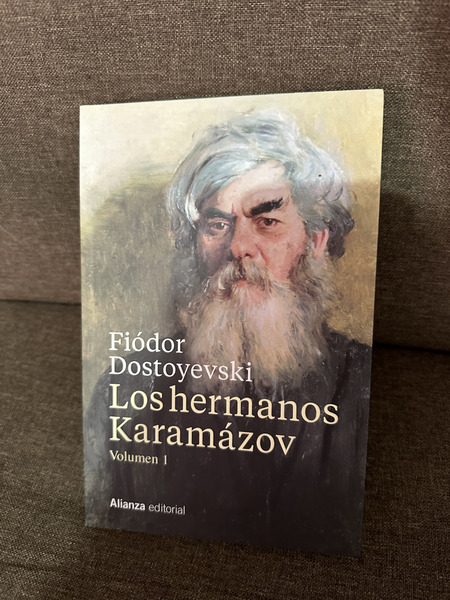 Fiódor
Dostoyevski
Los hermanos
Karamázov
Volumen 1
Alianza editorial